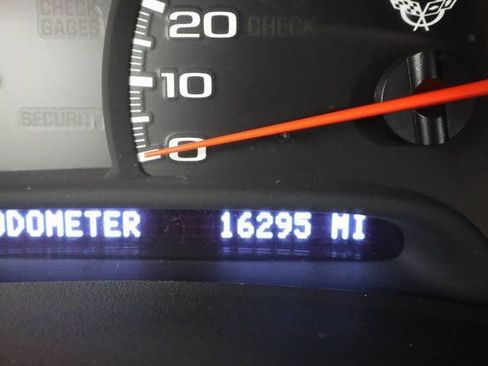 CHECK
GAGES
20
CHECK
10
SECURITY
0
ODOMETER 16295 MI